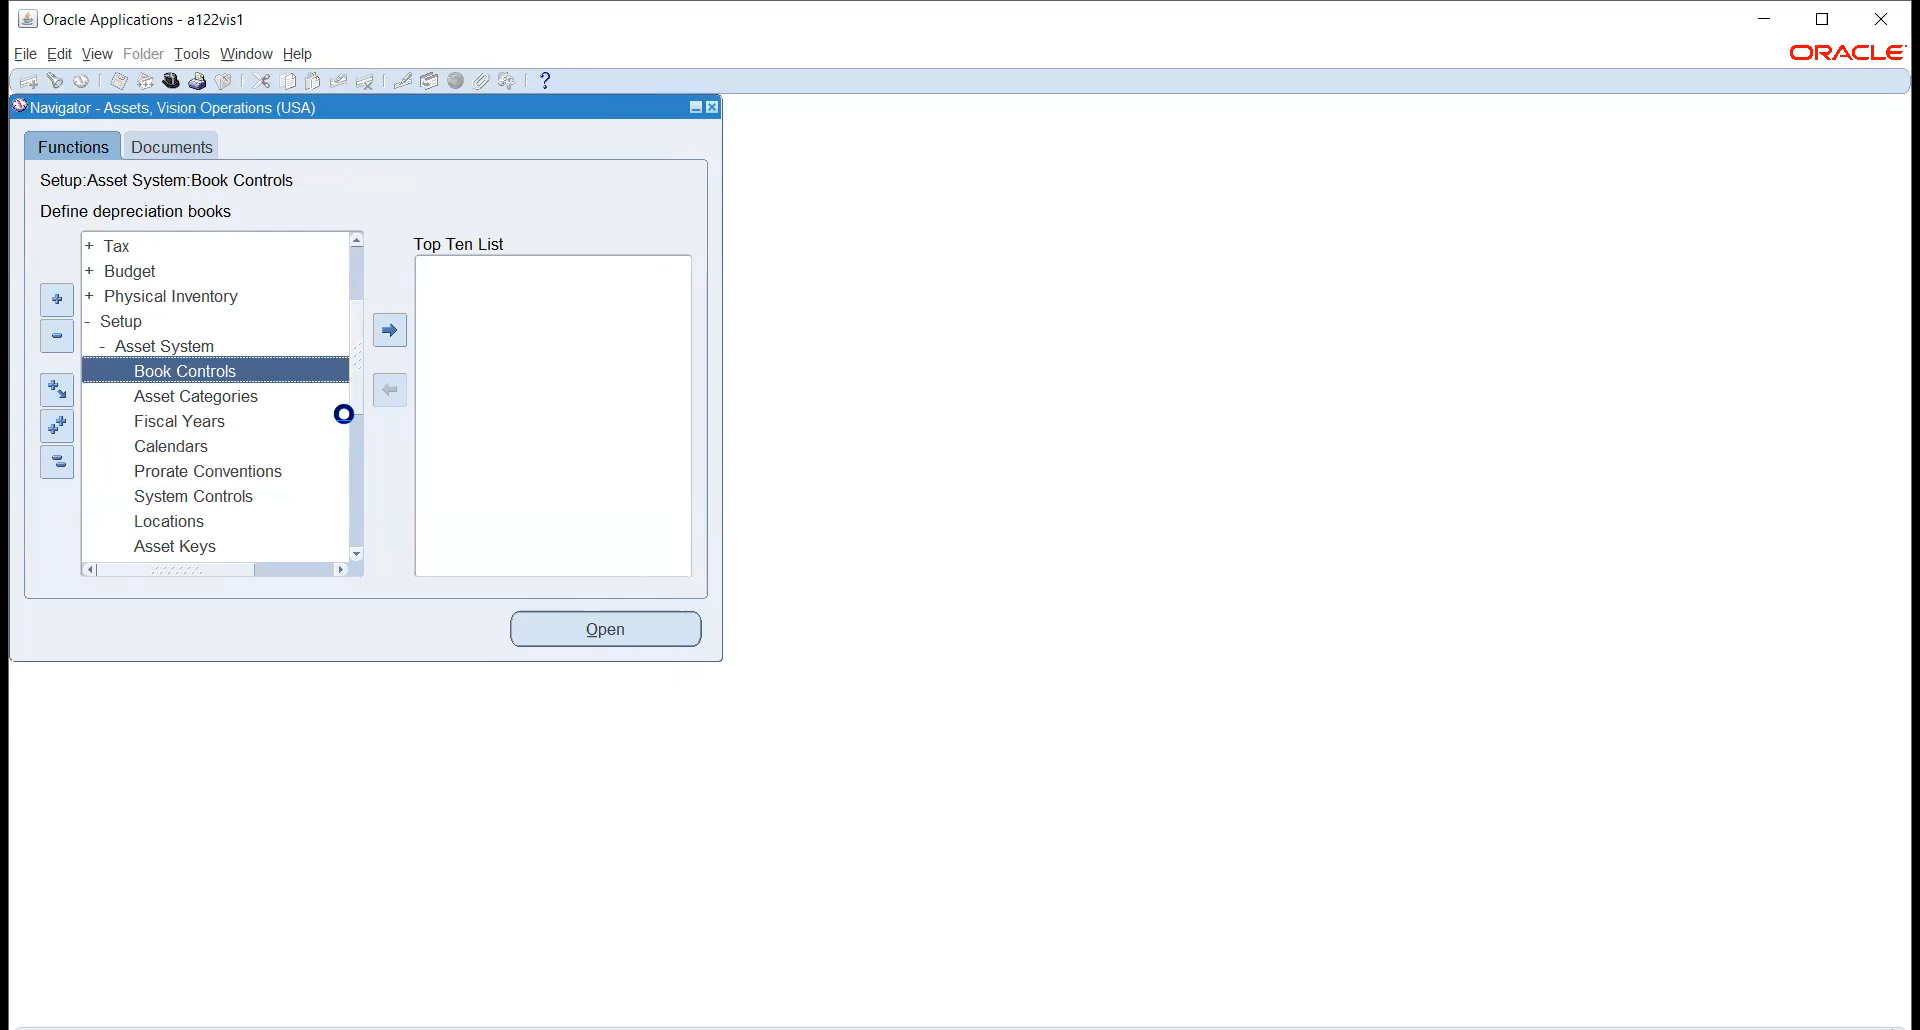 Oracle Applications - a122vis1
File Edit View Folder Tools Window Help
ORACLE
?
Navigator - Assets, Vision Operations (USA)
Functions Documents
Setup:Asset System:Book Controls
Define depreciation books
Top Ten List
+ Tax
+ Budget
+ Physical Inventory
- Setup
- Asset System
Book Controls
Asset Categories
Fiscal Years
Calendars
Prorate Conventions
System Controls
Locations
Asset Keys
Open